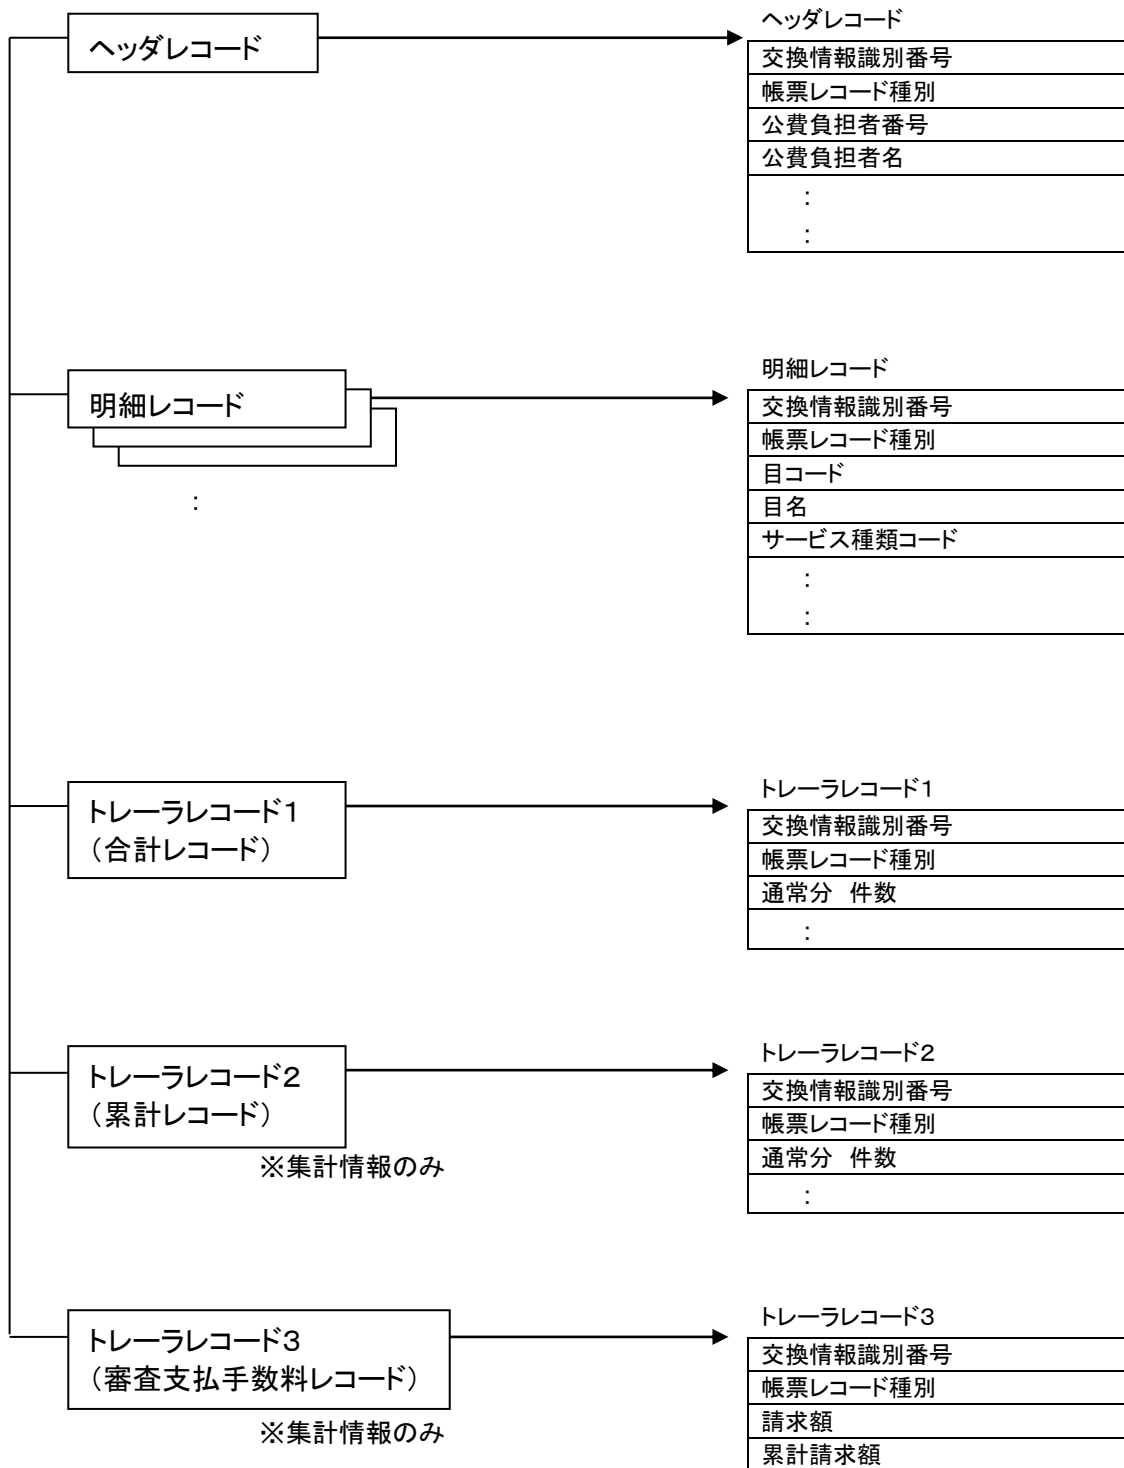 ヘッダレコード
ヘッダレコード
交換情報識別番号
帳票レコード種別
公費負担者番号
公費負担者名
:
:
明細レコード
:
明細レコード
交換情報識別番号
帳票レコード種別
目コード
目名
サービス種類コード
:
:
トレーラレコード1
（合計レコード）
トレーラレコード1
交換情報識別番号
帳票レコード種別
通常分　件数
:
トレーラレコード2
（累計レコード）
※集計情報のみ
トレーラレコード2
交換情報識別番号
帳票レコード種別
通常分　件数
:
トレーラレコード3
（審査支払手数料レコード）
※集計情報のみ
トレーラレコード3
交換情報識別番号
帳票レコード種別
請求額
累計請求額